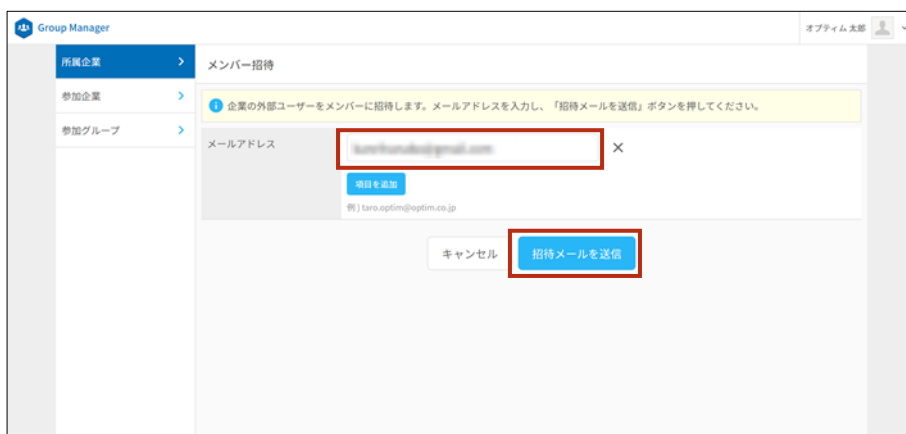 Group Manager
オプティム太郎
所属企業
参加企業
参加グループ
メンバー招待
企業の外部ユーザーをメンバーに招待します。メールアドレスを入力し、「招待メールを送信」ボタンを押してください。
メールアドレス
項目を追加
例 ) taro.optim@optim.co.jp
キャンセル
招待メールを送信